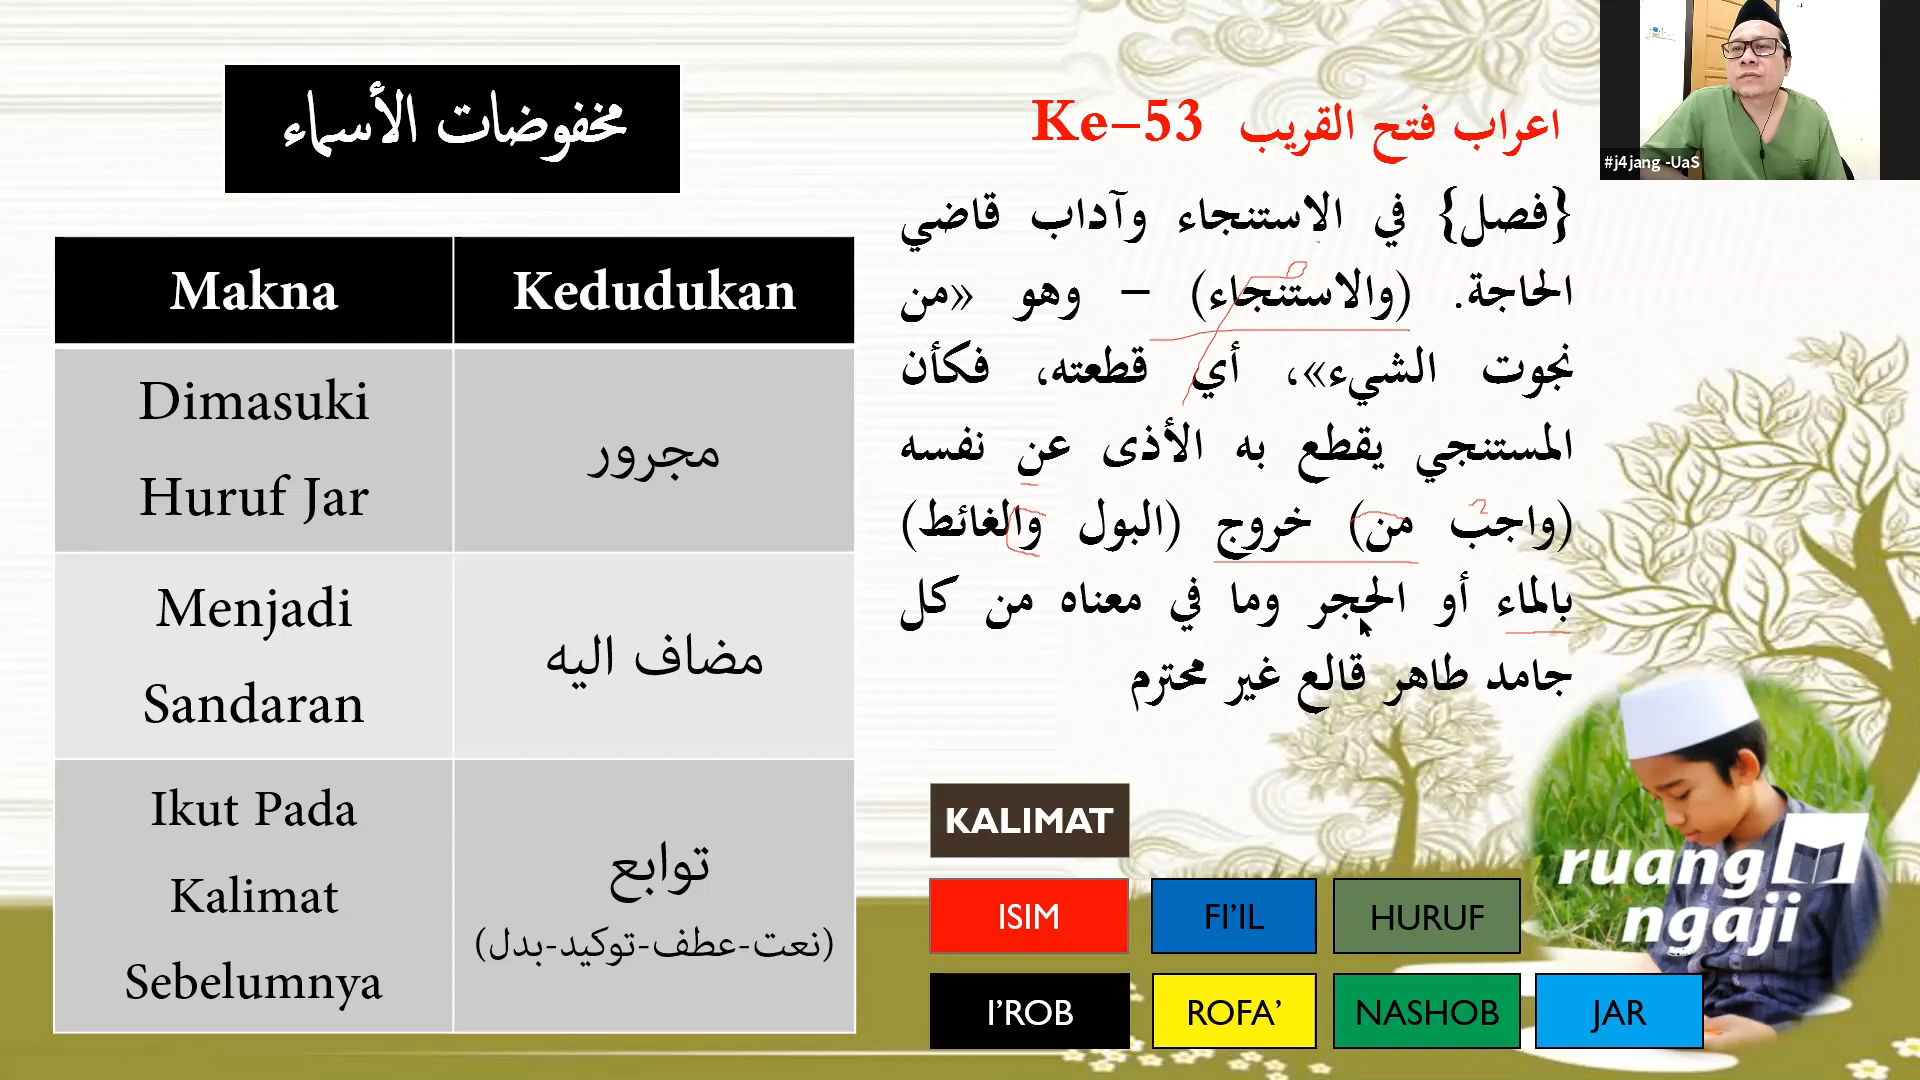 مخفوضات الأسماء
Makna
Kedudukan
Dimasuki
Huruf Jar
مجرور
Menjadi
Sandaran
مضاف اليه
Ikut Pada
Kalimat
Sebelumnya
توابع
(نعت-عطف-توكيد-بدل)
اعراب فتح القريب Ke-53
{فصل} في الاستنجاء وآداب قاضي
الحاجة. (والاستنجاء) – وهو «من
نجوت الشيء»، أي قطعته، فكأن
المستنجي يقطع به الأذى عن نفسه
(واجب من) خروج (البول والغائط)
بالماء أو الحجر وما في معناه من كل
جامد طاهر قالع غير محترم
KALIMAT
ISIM
FI’IL
HURUF
I’ROB
ROFA’
NASHOB
JAR
#j4jang -UaS
ruang
ngaji